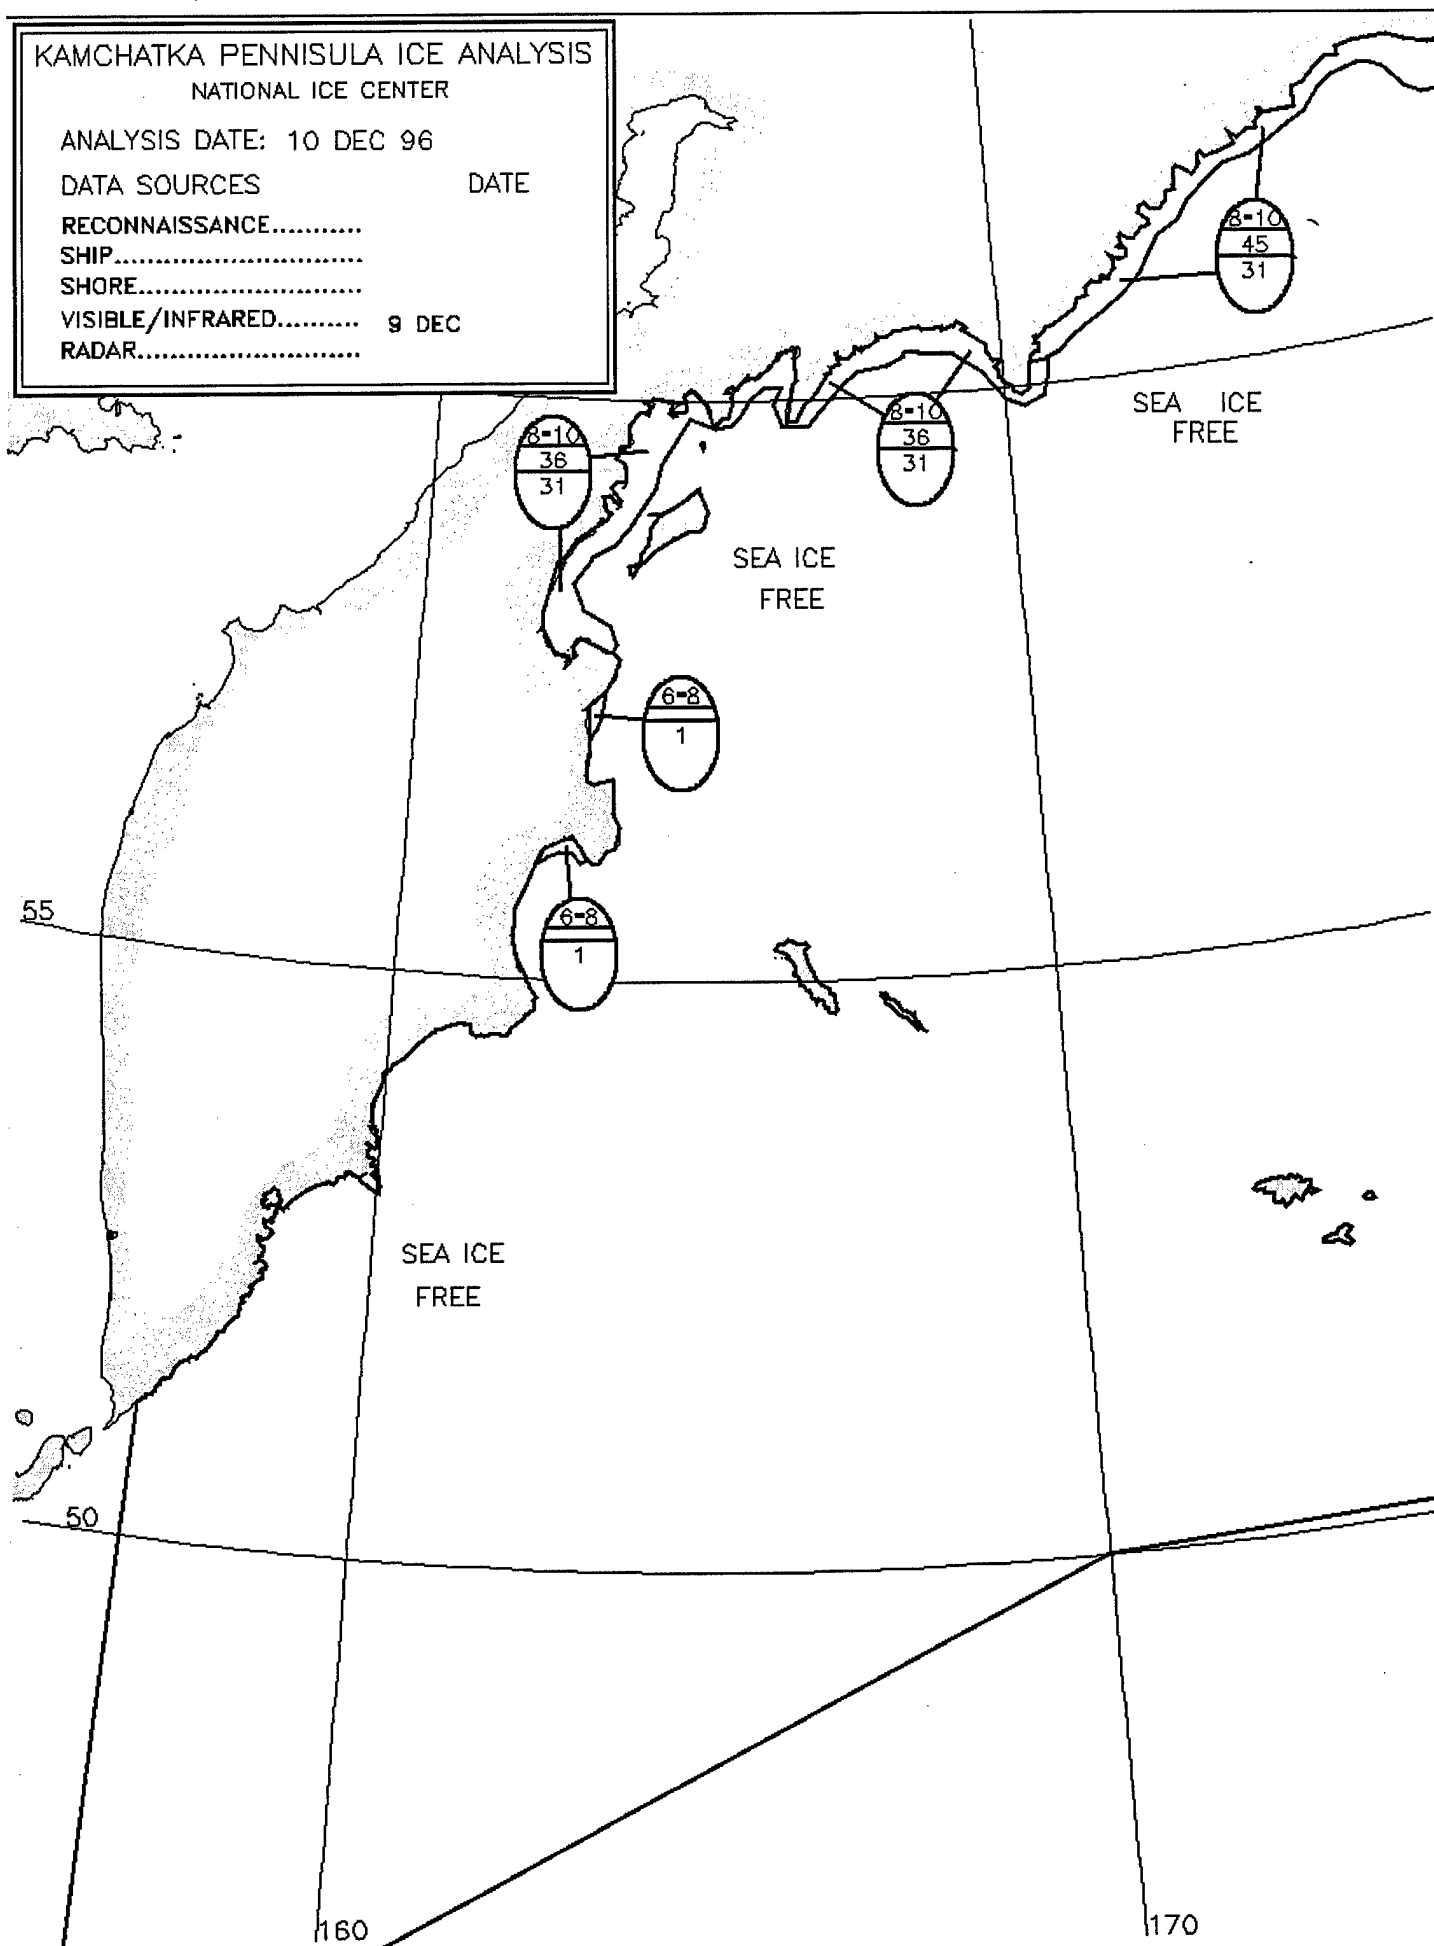 KAMCHATKA PENNISULA ICE ANALYSIS
NATIONAL ICE CENTER
ANALYSIS DATE: 10 DEC 96
DATA SOURCES DATE
RECONNAISSANCE...........
SHIP.............................
SHORE..........................
VISIBLE/INFRARED.......... 9 DEC
RADAR..........................
8-10
45
31
SEA ICE
FREE
8-10
36
31
8-10
36
31
SEA ICE
FREE
6-8
1
55
6-8
1
SEA ICE
FREE
50
160
170